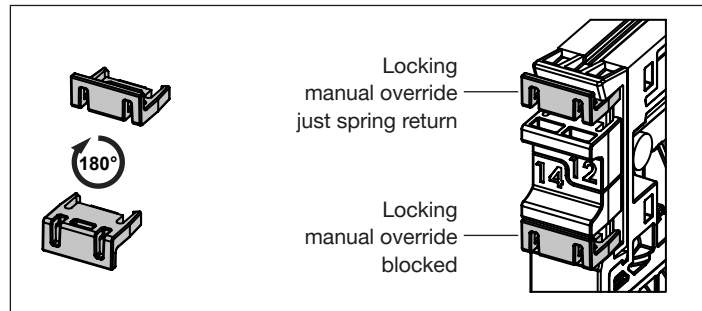 180°
Locking
manual override
just spring return
14 12
Locking
manual override
blocked